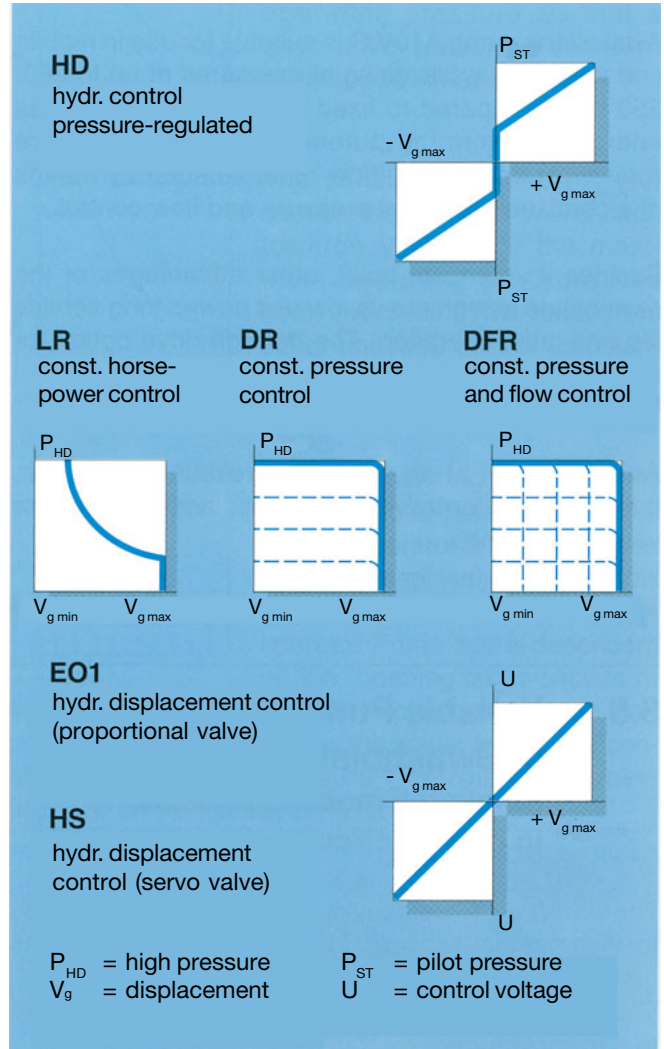 HD
hydr. control
pressure-regulated
P_ST
- V_g max
+ V_g max
P_ST
LR
const. horse-
power control
DR
const. pressure
control
DFR
const. pressure
and flow control
P_HD
V_g min V_g max
P_HD
V_g min V_g max
P_HD
V_g min V_g max
EO1
hydr. displacement control
(proportional valve)
HS
hydr. displacement
control (servo valve)
U
- V_g max
+ V_g max
U
P_HD = high pressure
V_g = displacement
P_ST = pilot pressure
U = control voltage